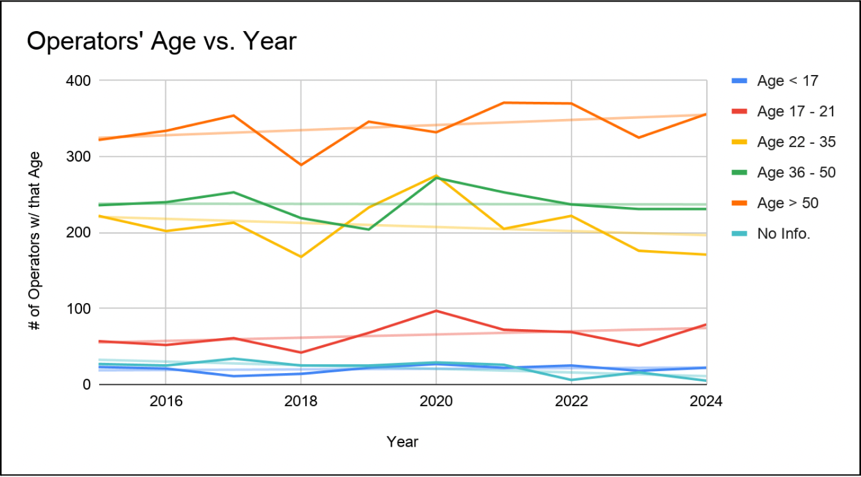 Operators' Age vs. Year
400
300
200
100
0
# of Operators w/ that Age
2016
2018
2020
2022
2024
Year
Age < 17
Age 17 - 21
Age 22 - 35
Age 36 - 50
Age > 50
No Info.